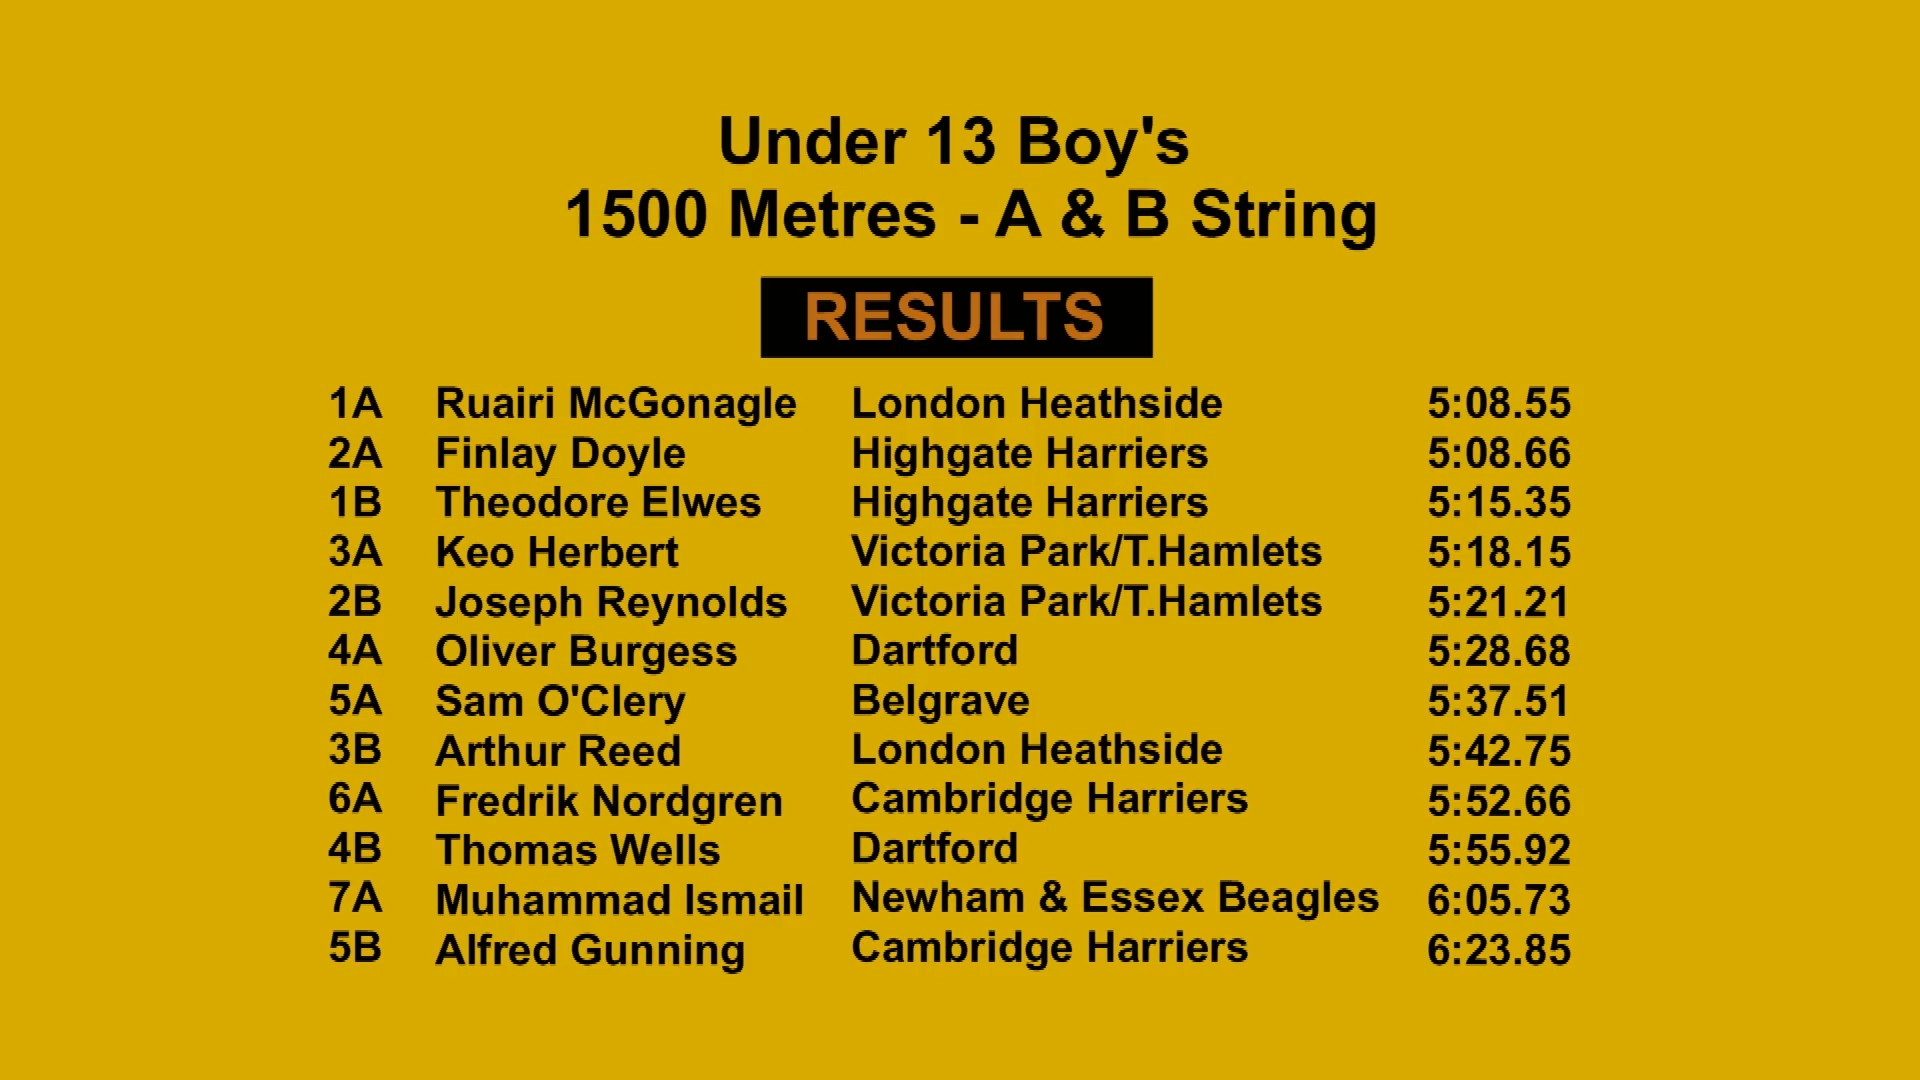 Under 13 Boy's
1500 Metres - A & B String
RESULTS
1A Ruairi McGonagle London Heathside 5:08.55
2A Finlay Doyle Highgate Harriers 5:08.66
1B Theodore Elwes Highgate Harriers 5:15.35
3A Keo Herbert Victoria Park/T.Hamlets 5:18.15
2B Joseph Reynolds Victoria Park/T.Hamlets 5:21.21
4A Oliver Burgess Dartford 5:28.68
5A Sam O'Clery Belgrave 5:37.51
3B Arthur Reed London Heathside 5:42.75
6A Fredrik Nordgren Cambridge Harriers 5:52.66
4B Thomas Wells Dartford 5:55.92
7A Muhammad Ismail Newham & Essex Beagles 6:05.73
5B Alfred Gunning Cambridge Harriers 6:23.85